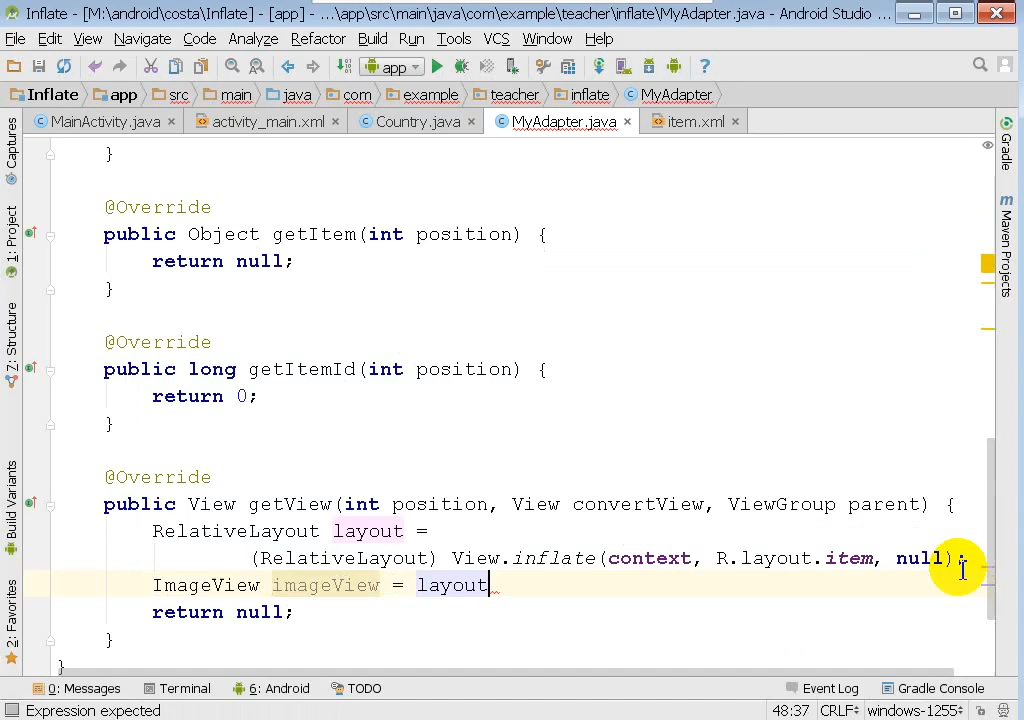 Inflate - [M:\android\costa\Inflate] - [app] - ...\app\src\main\java\com\example\teacher\inflate\MyAdapter.java - Android Studio ...
File Edit View Navigate Code Analyze Refactor Build Run Tools VCS Window Help
app
Inflate app src main java com example teacher inflate MyAdapter
MainActivity.java activity_main.xml Country.java MyAdapter.java item.xml
Captures
1: Project
Z: Structure
Build Variants
2: Favorites
}
@Override
public Object getItem(int position) {
return null;
}
@Override
public long getItemId(int position) {
return 0;
}
@Override
public View getView(int position, View convertView, ViewGroup parent) {
RelativeLayout layout =
(RelativeLayout) View.inflate(context, R.layout.item, null);
ImageView imageView = layout
return null;
}
}
Gradle
m Maven Projects
0: Messages Terminal 6: Android TODO Event Log Gradle Console
Expression expected 48:37 CRLF windows-1255